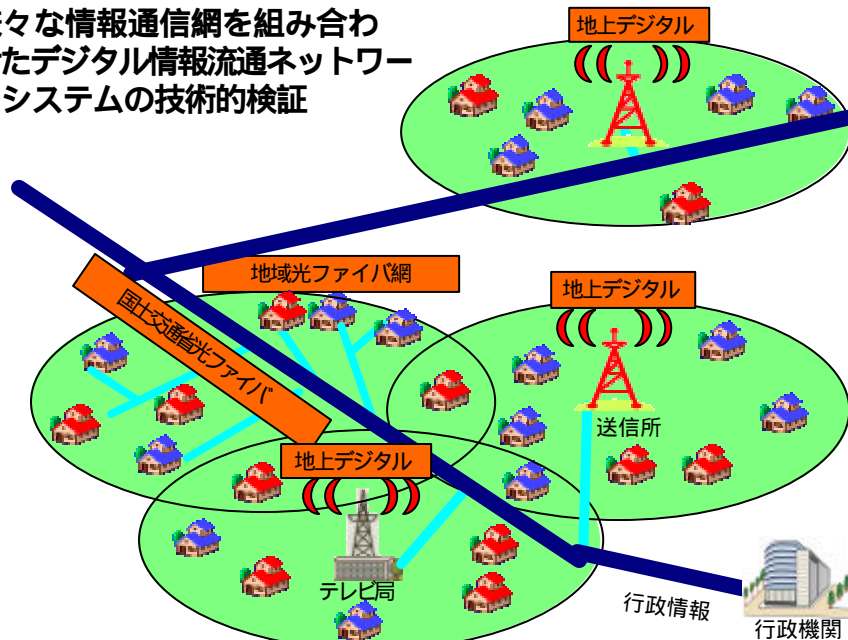 々な情報通信網を組み合わ
たデジタル情報流通ネットワー
システムの技術的検証
地上デジタル
地域光ファイバ網
地上デジタル
国土交通省光ファイバ
送信所
地上デジタル
テレビ局
行政情報
行政機関